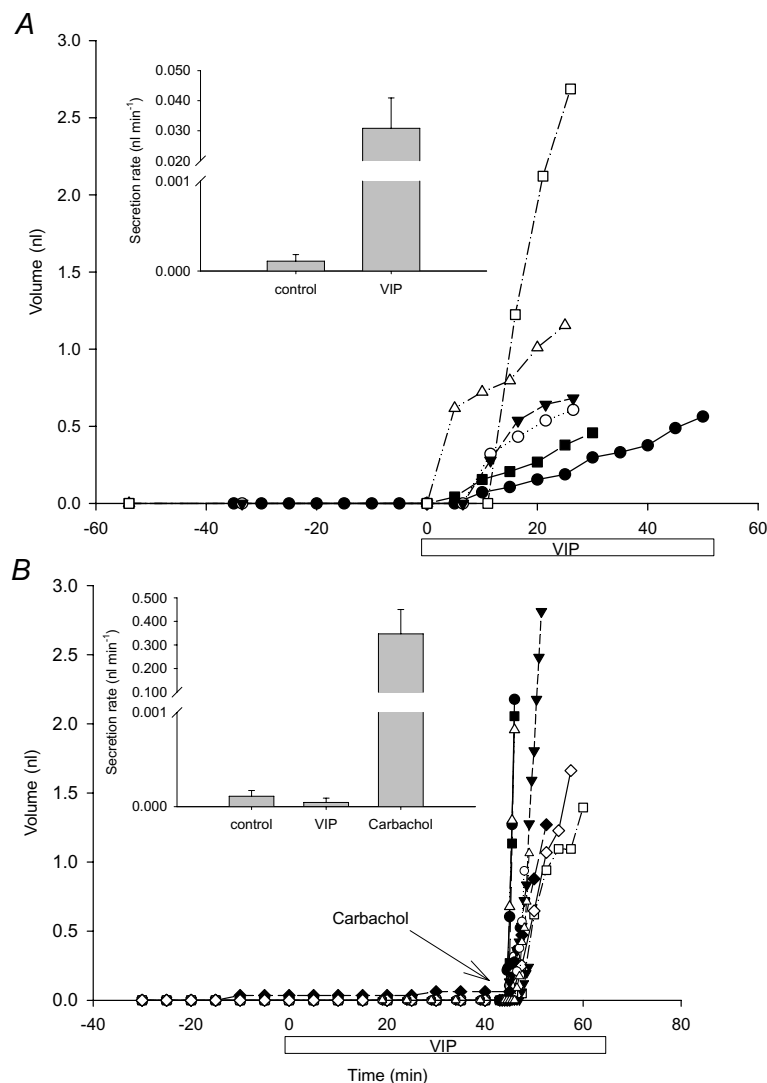 A
3.0
2.5
2.0
1.5
1.0
0.5
0.0
Volume (nl)
0.050
0.040
0.030
0.020
0.001
0.000
Secretion rate (nl min-1)
control VIP
-60 -40 -20 0 20 40 60
VIP
B
3.0
2.5
2.0
1.5
1.0
0.5
0.0
Volume (nl)
0.500
0.400
0.300
0.200
0.100
0.001
0.000
Secretion rate (nl min-1)
control VIP Carbachol
Carbachol
-40 -20 0 20 40 60 80
VIP
Time (min)